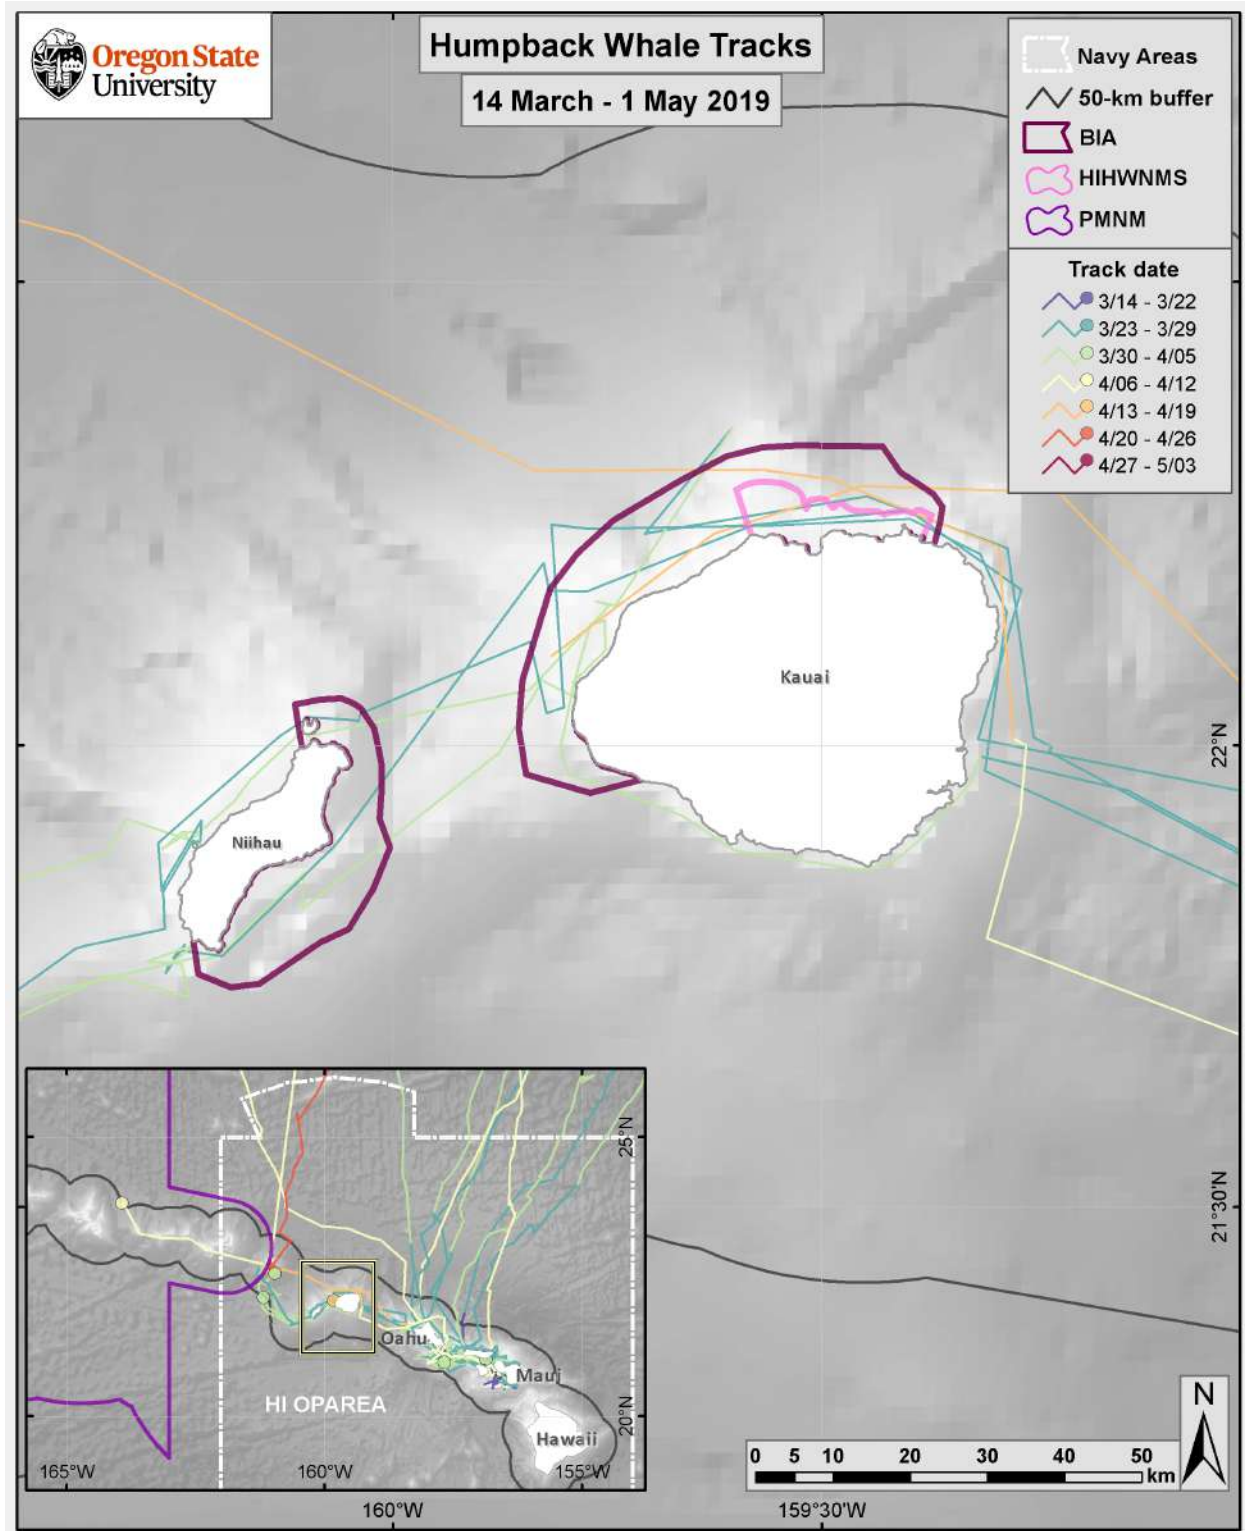 Oregon State
University
Humpback Whale Tracks
14 March - 1 May 2019
Navy Areas
50-km buffer
BIA
HIHWNMS
PMNM
Track date
3/14 - 3/22
3/23 - 3/29
3/30 - 4/05
4/06 - 4/12
4/13 - 4/19
4/20 - 4/26
4/27 - 5/03
Kauai
22°N
Niihau
25°N
21°30'N
Oahu
Maui
HI OPAREA
20°N
Hawaii
165°W
160°W
155°W
N
0 5 10 20 30 40 50
km
160°W
159°30'W